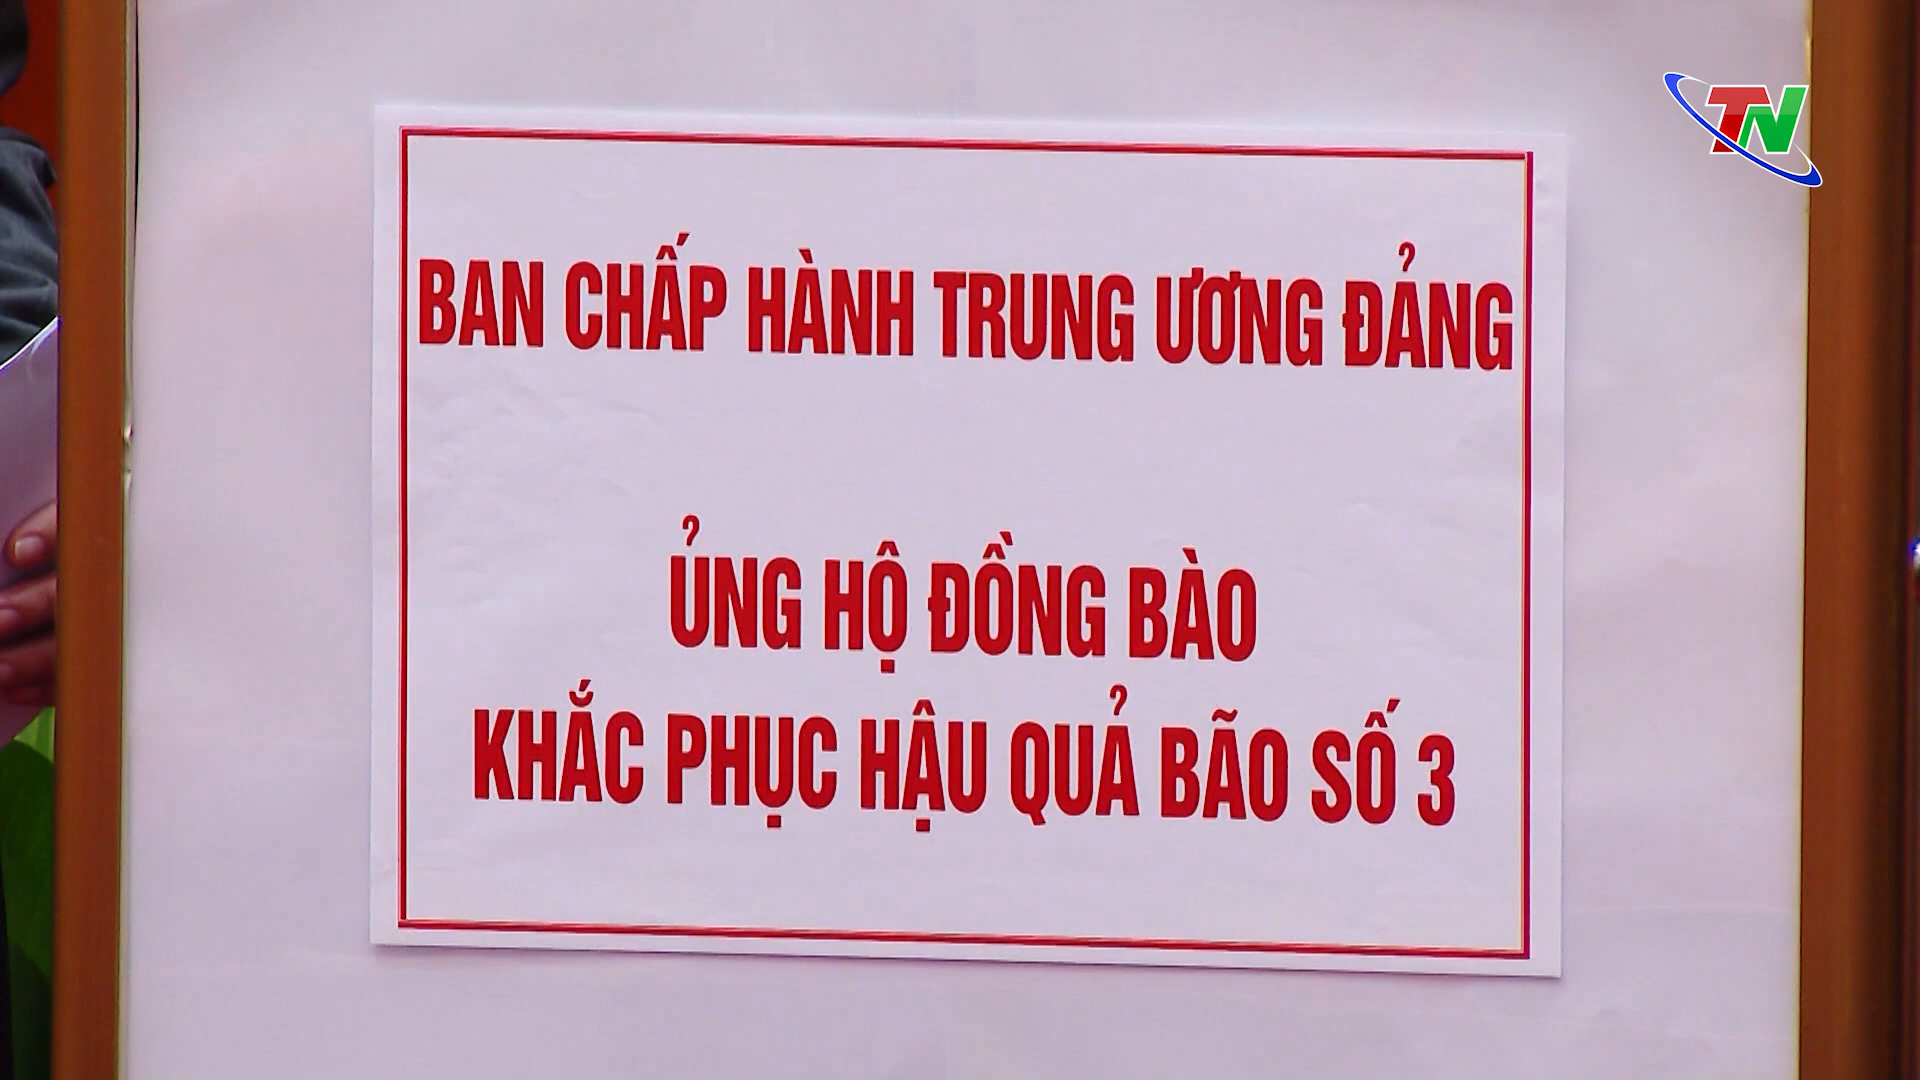 TN
BAN CHẤP HÀNH TRUNG ƯƠNG ĐẢNG
ỦNG HỘ ĐỒNG BÀO
KHẮC PHỤC HẬU QUẢ BÃO SỐ 3